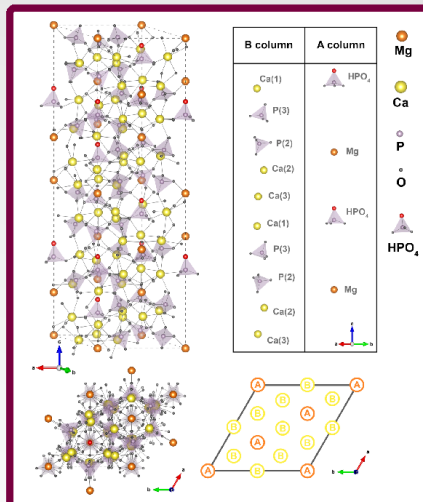 B column
A column
Ca(1)
HPO4
P(3)
P(2)
Mg
Ca(2)
Ca(3)
Ca(1)
HPO4
P(3)
P(2)
Mg
Ca(2)
Ca(3)
Mg
Ca
P
O
HPO4
c
a
b
c
a
b
a
b
A
A
B
B
B
B
A
B
B
B
B
B
A
B
B
A
A
a
b